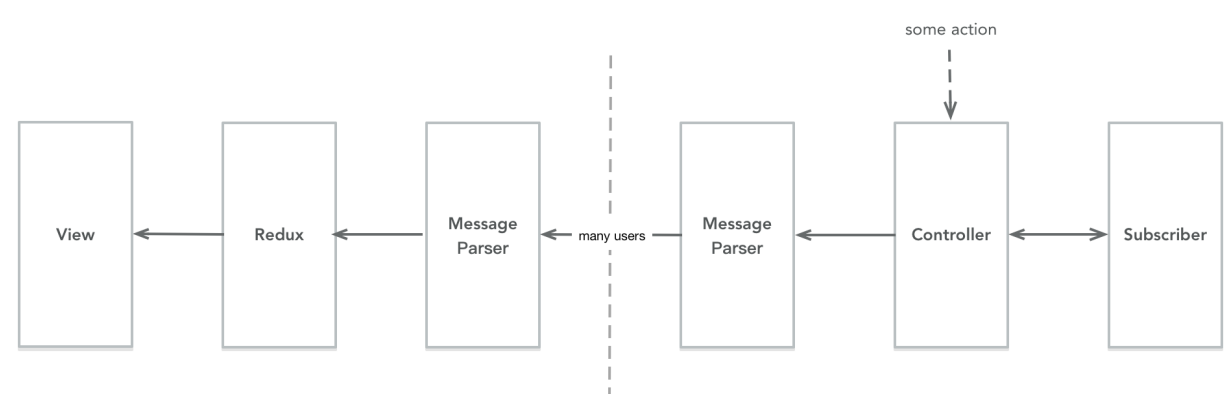 some action
View
Redux
Message
Parser
many users
Message
Parser
Controller
Subscriber